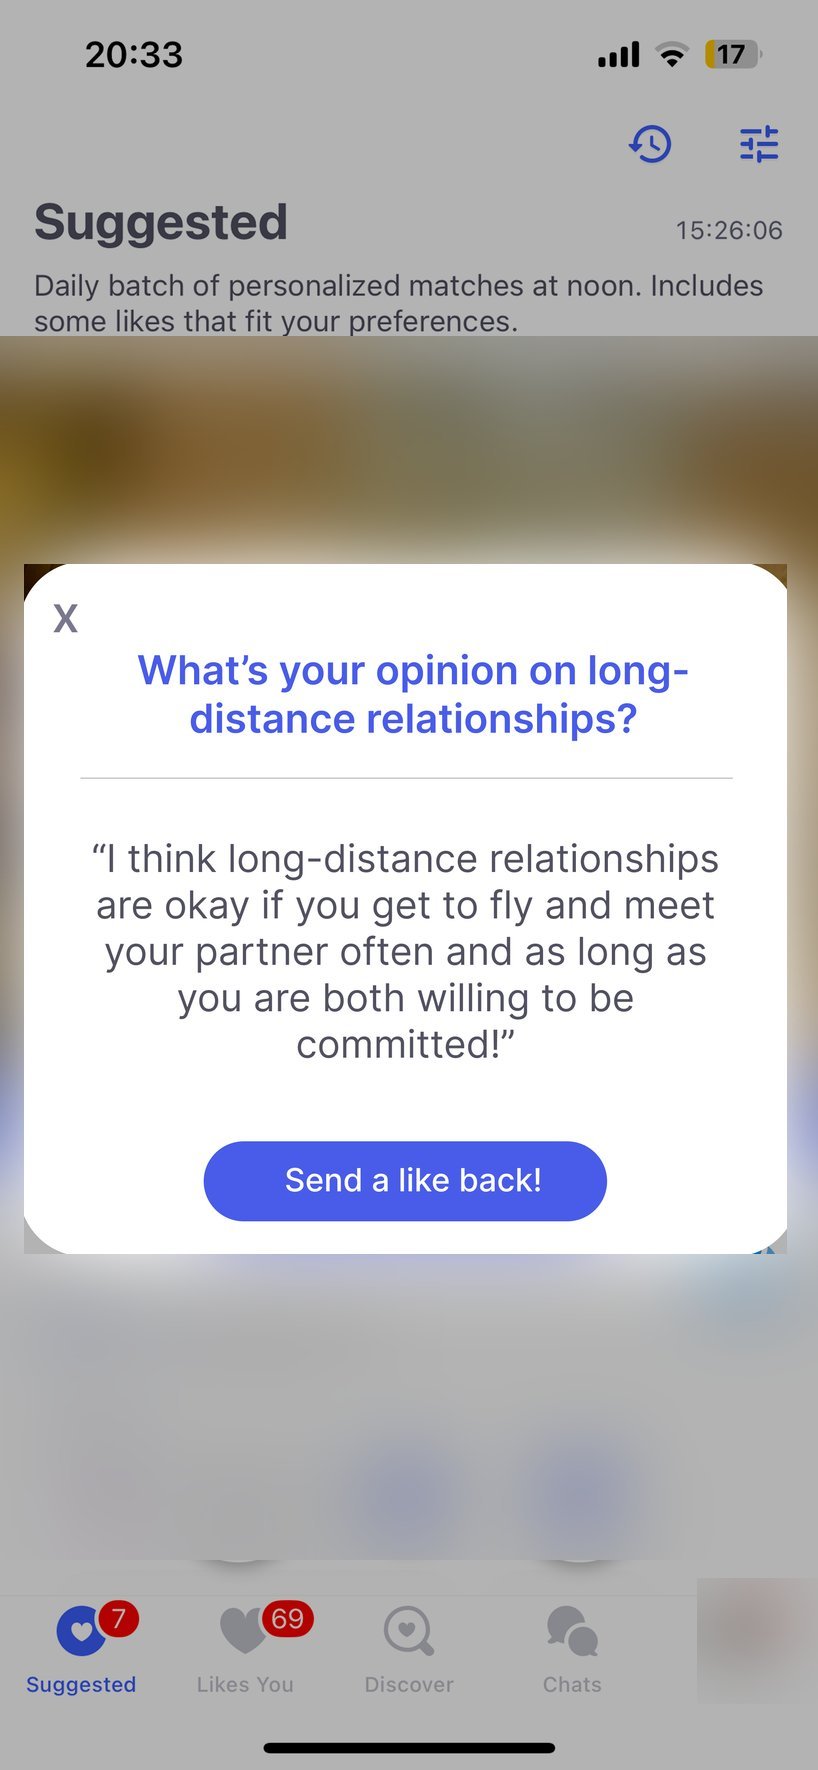 20:33
17
Suggested
15:26:06
Daily batch of personalized matches at noon. Includes
some likes that fit your preferences.
X
What’s your opinion on long-
distance relationships?
“I think long-distance relationships
are okay if you get to fly and meet
your partner often and as long as
you are both willing to be
committed!”
Send a like back!
7
69
Suggested
Likes You
Discover
Chats